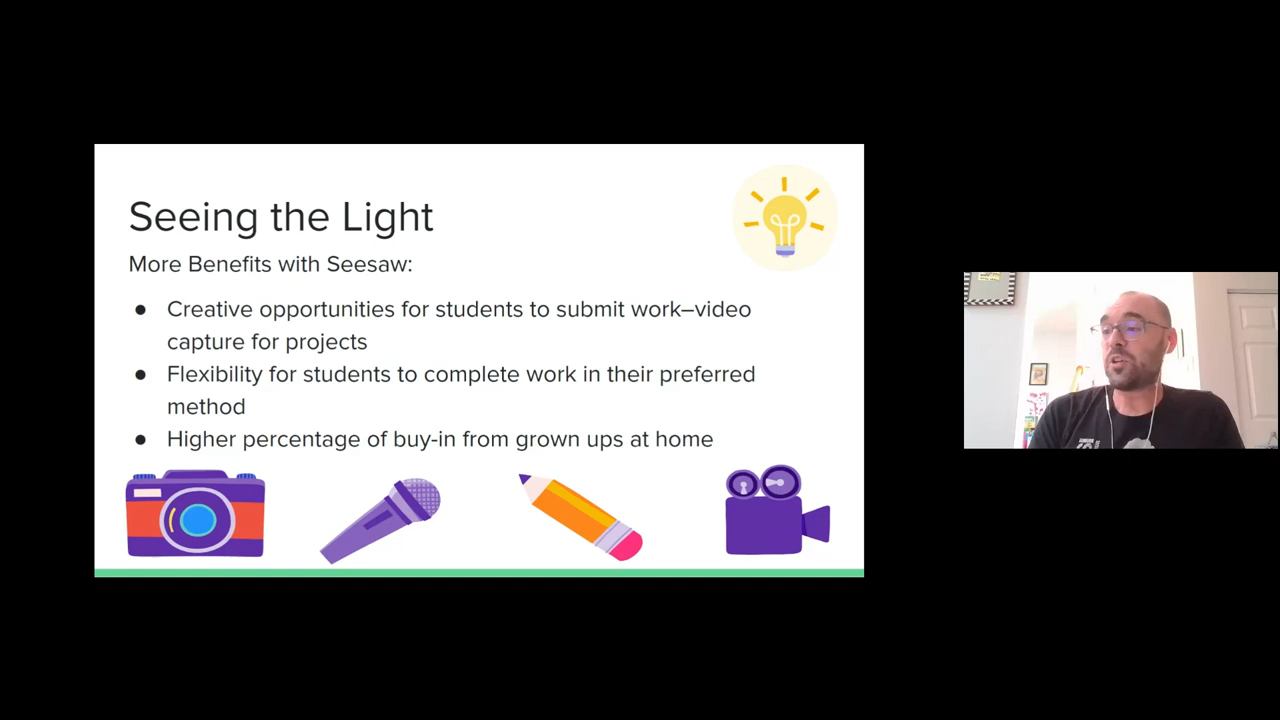 Seeing the Light
More Benefits with Seesaw:
● Creative opportunities for students to submit work–video
capture for projects
● Flexibility for students to complete work in their preferred
method
● Higher percentage of buy-in from grown ups at home